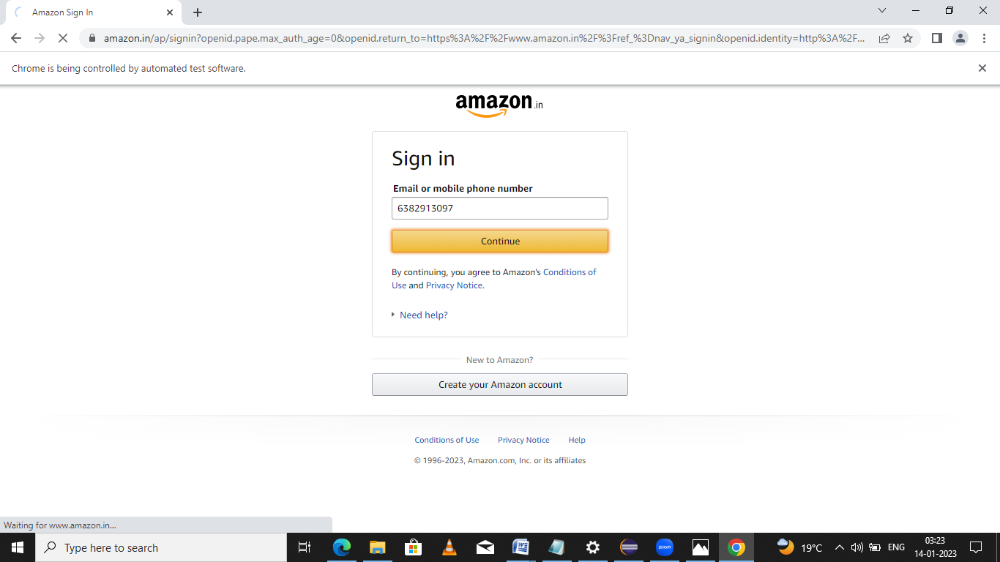 Amazon Sign In
amazon.in/ap/signin?openid.pape.max_auth_age=0&openid.return_to=https%3A%2F%2Fwww.amazon.in%2F%3Fref_%3Dnav_ya_signin&openid.identity=http%3A%2F...
Chrome is being controlled by automated test software.
amazon.in
Sign in
Email or mobile phone number
6382913097
Continue
By continuing, you agree to Amazon's Conditions of
Use and Privacy Notice.
Need help?
New to Amazon?
Create your Amazon account
Conditions of Use Privacy Notice Help
© 1996-2023, Amazon.com, Inc. or its affiliates
Waiting for www.amazon.in...
Type here to search
W
zoom
19°C
ENG
03:23
14-01-2023